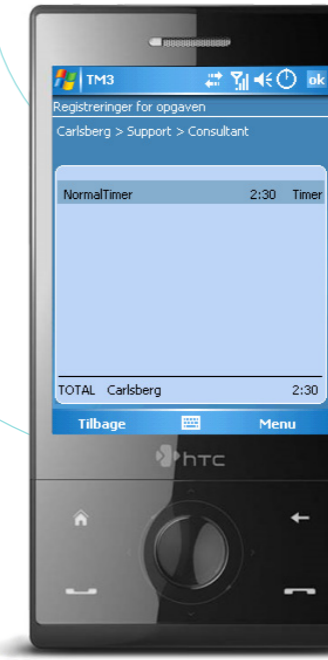 TM3 ok
Registreringer for opgaven
Carlsberg > Support > Consultant
NormalTimer 2:30 Timer
TOTAL Carlsberg 2:30
Tilbage Menu
hTC